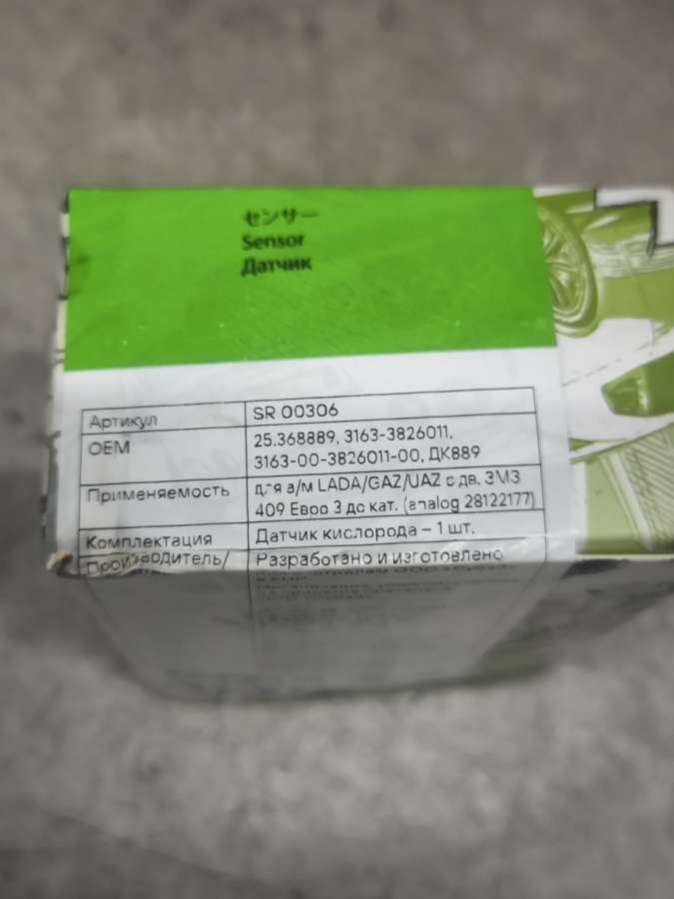 センサー
Sensor
Датчик
Артикул SR 00306
OEM 25.368889, 3163-3826011,
3163-00-3826011-00, ДК889
Применяемость для а/м LADA/GAZ/UAZ с дв. ЗМЗ
409 Евро 3 до кат. (analog 28122177)
Комплектация Датчик кислорода – 1 шт.
Производитель/ Разработано и изготовлено